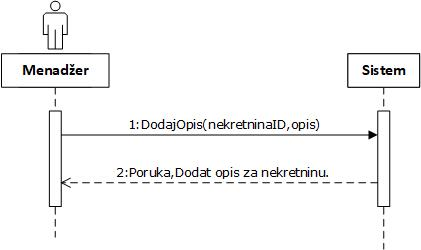 Menadžer
Sistem
1:DodajOpis(nekretninaID,opis)
2:Poruka,Dodat opis za nekretninu.